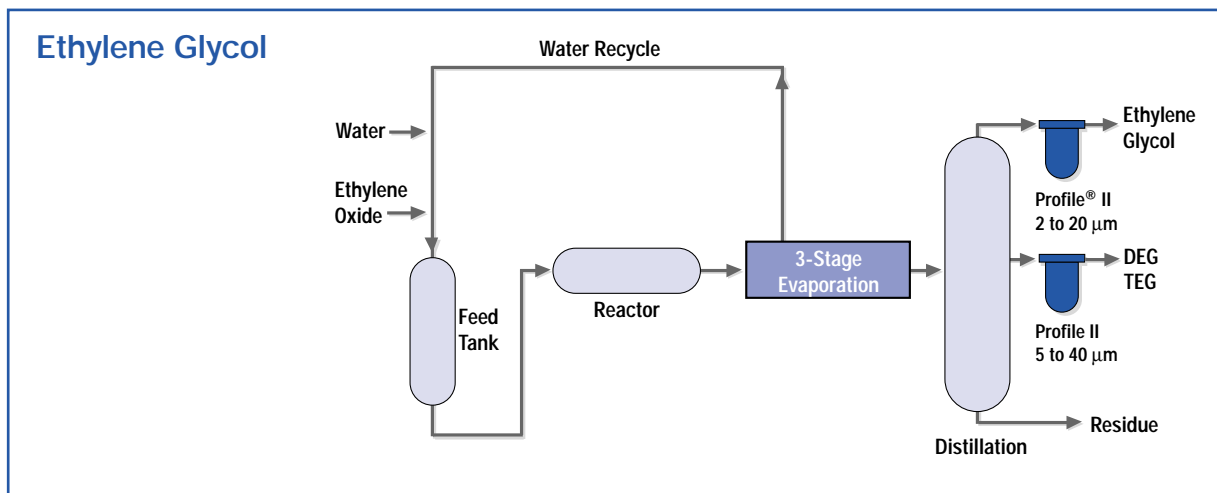 Ethylene Glycol
Water Recycle
Water
Ethylene
Oxide
Feed
Tank
Reactor
3-Stage
Evaporation
Distillation
Ethylene
Glycol
Profile® II
2 to 20 μm
DEG
TEG
Profile II
5 to 40 μm
Residue